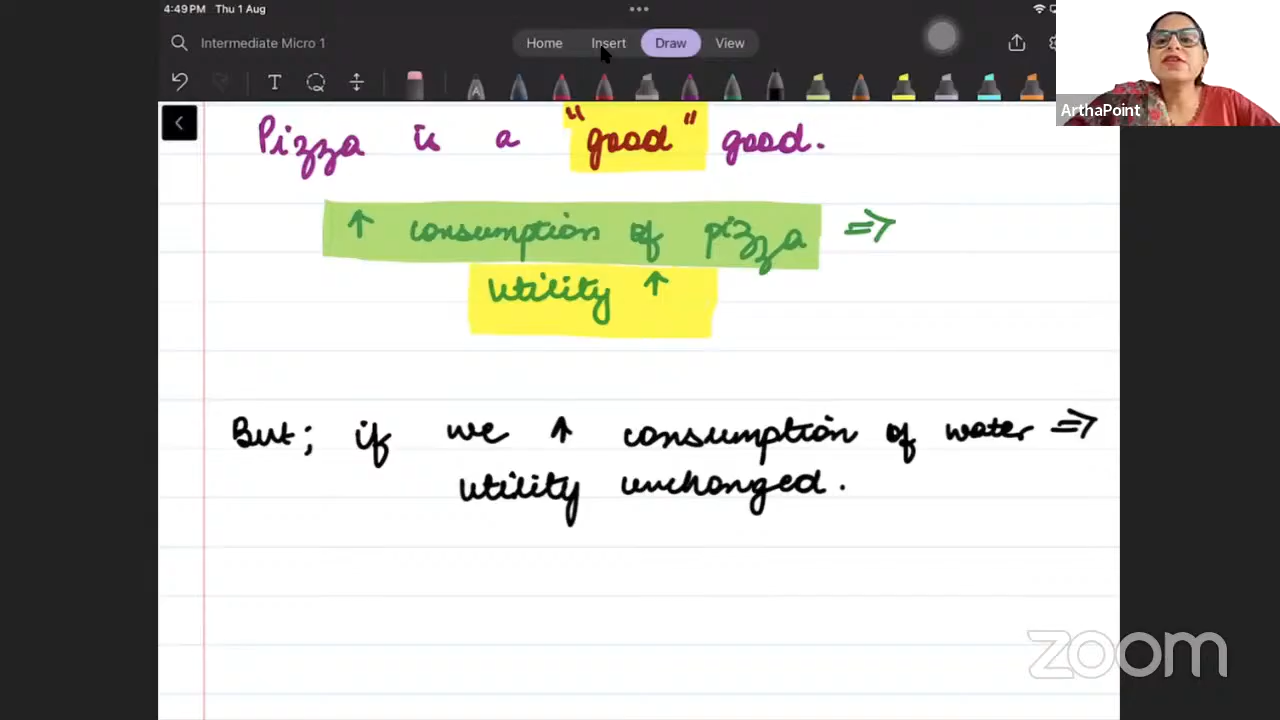 4:49 PM Thu 1 Aug
Intermediate Micro 1
Home Insert Draw View
T
ArthaPoint
Pizza is a "good" good.
↑ consumption of pizza ⇒
utility ↑
But; if we ↑ consumption of water ⇒
utility unchanged.
zoom